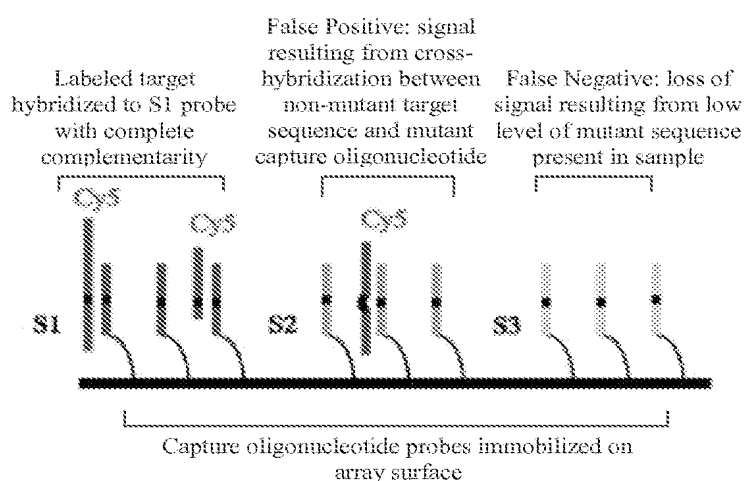 False Positive: signal
resulting from cross-
hybridization between
non-mutant target
sequence and mutant
capture oligonucleotide
Labeled target
hybridized to S1 probe
with complete
complementarity
False Negative: loss of
signal resulting from low
level of mutant sequence
present in sample
Cy5
Cy5
Cy5
S1
S2
S3
Capture oligonucleotide probes immobilized on
array surface